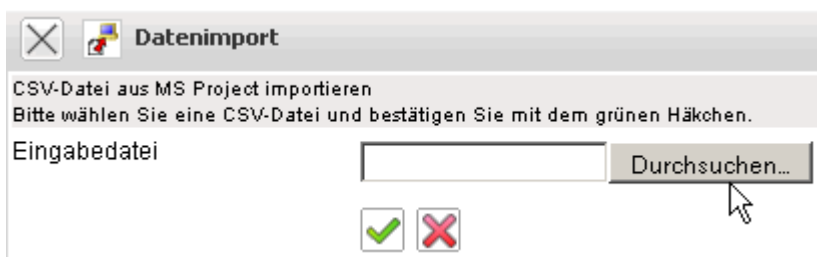 Datenimport
CSV-Datei aus MS Project importieren
Bitte wählen Sie eine CSV-Datei und bestätigen Sie mit dem grünen Häkchen.
Eingabedatei
Durchsuchen...